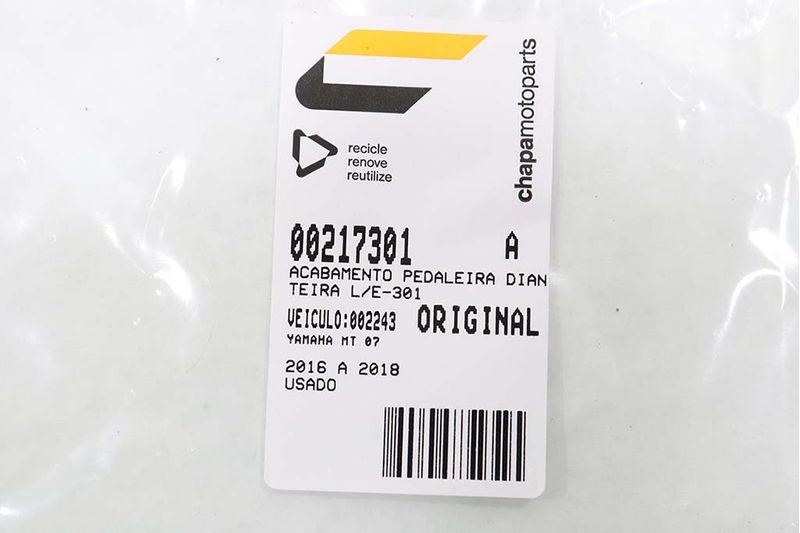 chapamotoparts
recicle
renove
reutilize
00217301 A
ACABAMENTO PEDALEIRA DIAN
TEIRA L/E-301
VEICULO:002243 ORIGINAL
YAMAHA MT 07
2016 A 2018
USADO